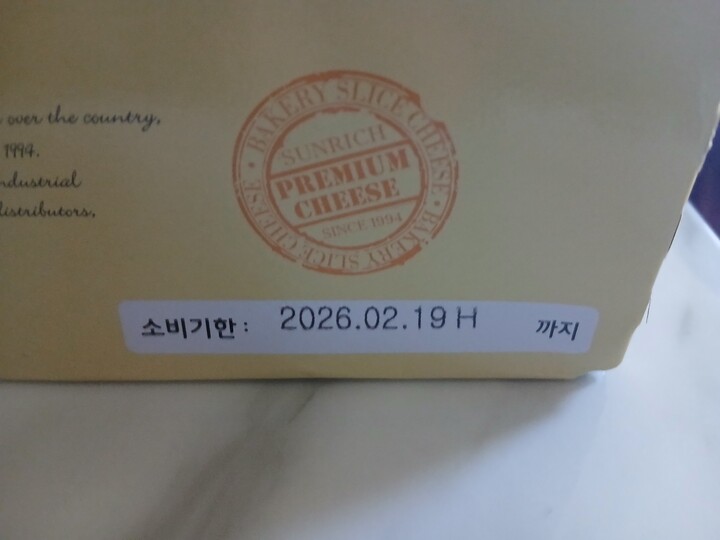 over the country,
1994.
industrial
distributors.
BAKERY SLICE CHEESE
SUNRICH
PREMIUM
CHEESE
SINCE 1994
BAKERY SLICE CHEESE
소비기한 : 2026.02.19 H 까지